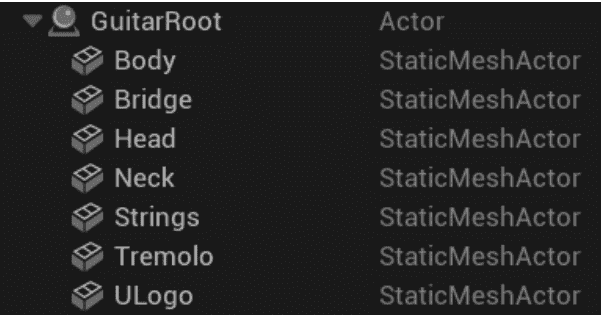 GuitarRoot Actor
Body StaticMeshActor
Bridge StaticMeshActor
Head StaticMeshActor
Neck StaticMeshActor
Strings StaticMeshActor
Tremolo StaticMeshActor
ULogo StaticMeshActor